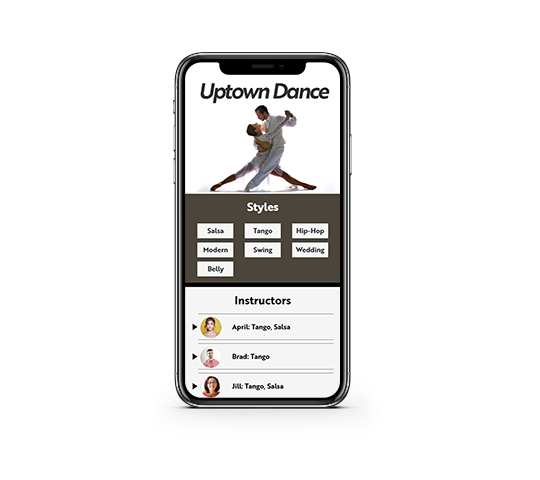 Uptown Dance
Styles
Salsa Tango Hip-Hop
Modern Swing Wedding
Belly
Instructors
April: Tango, Salsa
Brad: Tango
Jill: Tango, Salsa